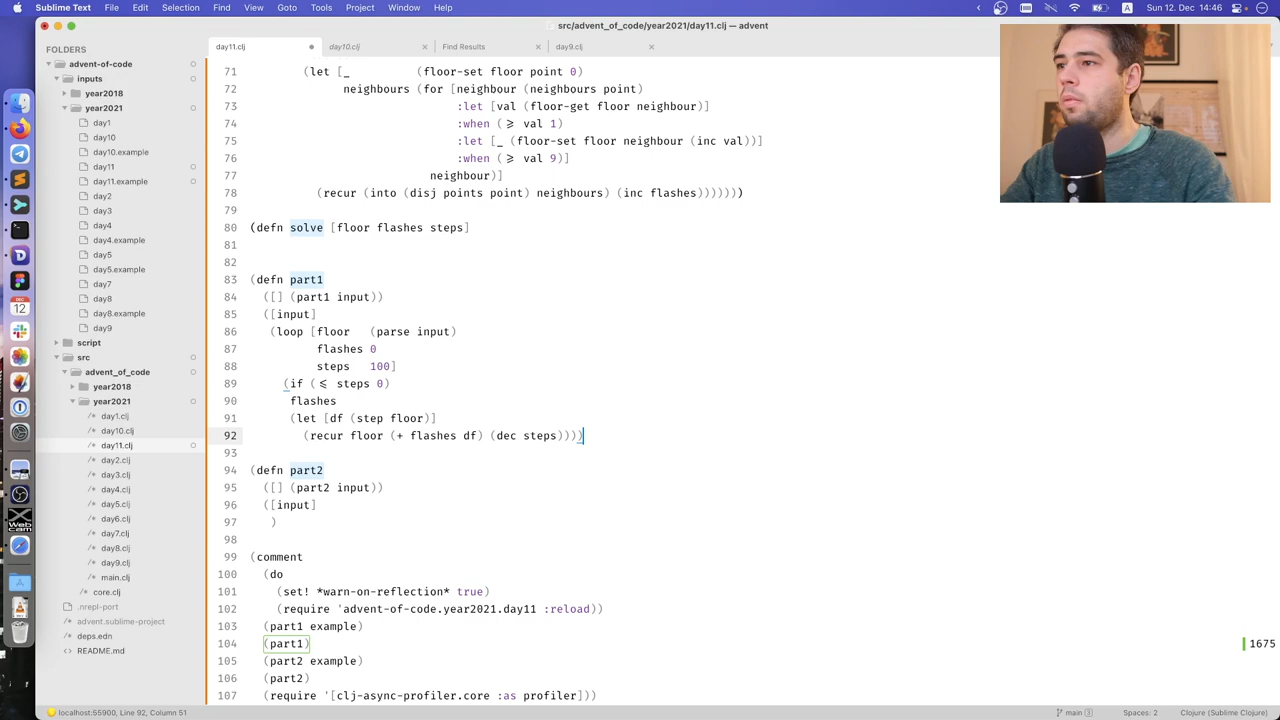 Sublime Text File Edit Selection Find View Goto Tools Project Window Help
src/advent_of_code/year2021/day11.clj — advent
FOLDERS
advent-of-code
inputs
year2018
year2021
day1
day10
day10.example
day11
day11.example
day2
day3
day4
day4.example
day5
day5.example
day7
day8
day8.example
day9
script
src
advent_of_code
year2018
year2021
/* day1.clj
/* day10.clj
/* day11.clj
/* day2.clj
/* day3.clj
/* day4.clj
/* day5.clj
/* day6.clj
/* day7.clj
/* day8.clj
/* day9.clj
/* main.clj
/* core.clj
.nrepl-port
advent.sublime-project
deps.edn
README.md
day11.clj day10.clj Find Results day9.clj
71 (let [_ (floor-set floor point 0)
72 neighbours (for [neighbour (neighbours point)
73 :let [val (floor-get floor neighbour)]
74 :when (≥ val 1)
75 :let [_ (floor-set floor neighbour (inc val))]
76 :when (≥ val 9)]
77 neighbour)]
78 (recur (into (disj points point) neighbours) (inc flashes))))))
79
80 (defn solve [floor flashes steps]
81
82
83 (defn part1
84 ([] (part1 input))
85 ([input]
86 (loop [floor (parse input)
87 flashes 0
88 steps 100]
89 (if (≤ steps 0)
90 flashes
91 (let [df (step floor)]
92 (recur floor (+ flashes df) (dec steps))))
93
94 (defn part2
95 ([] (part2 input))
96 ([input]
97 )
98
99 (comment
100 (do
101 (set! *warn-on-reflection* true)
102 (require 'advent-of-code.year2021.day11 :reload))
103 (part1 example)
104 (part1) 1675
105 (part2 example)
106 (part2)
107 (require '[clj-async-profiler.core :as profiler]))
DEC
12
Webcam
localhost:55900, Line 92, Column 51
main 3 Spaces: 2 Clojure (Sublime Clojure)